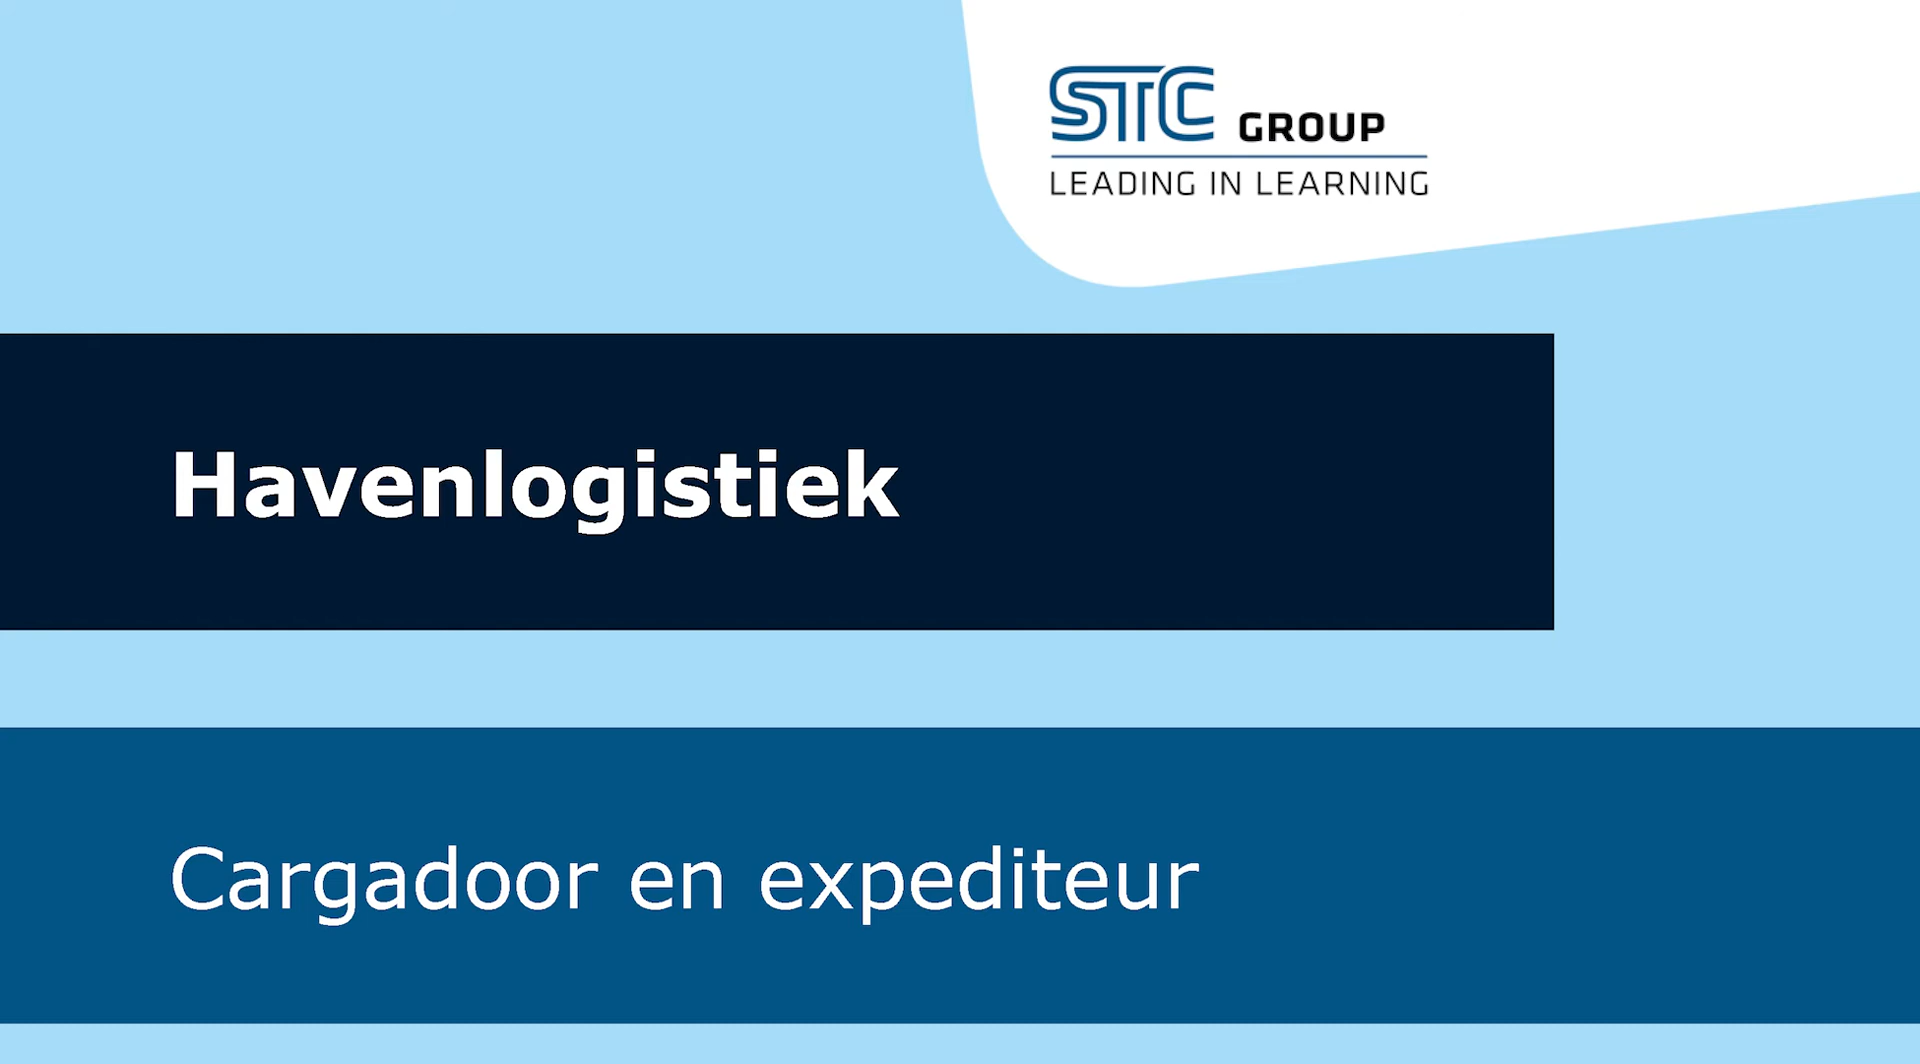 STC GROUP
LEADING IN LEARNING
Havenlogistiek
Cargadoor en expediteur